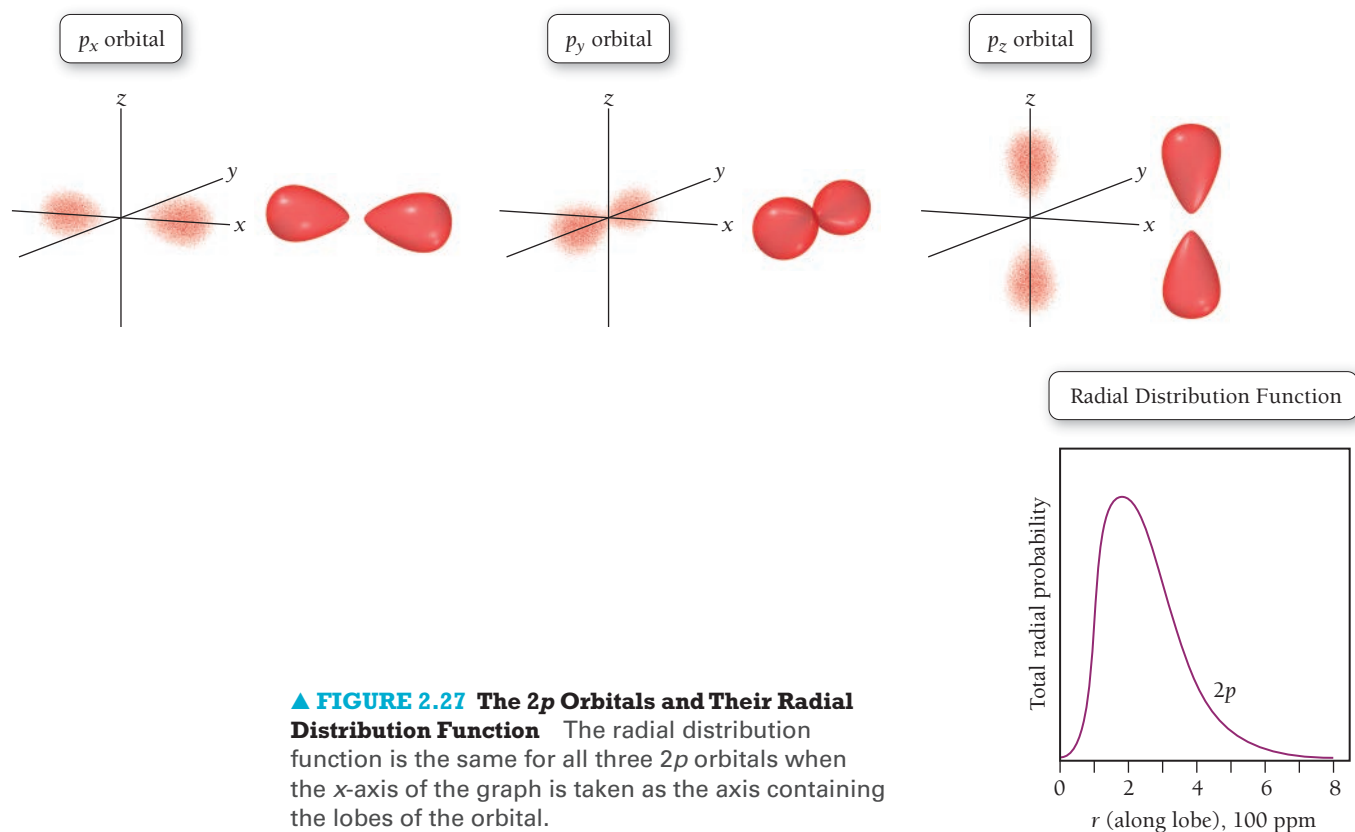 pₓ orbital
p_y orbital
p_z orbital
z
y
x
z
y
x
z
y
x
Radial Distribution Function
Total radial probability
2p
0 2 4 6 8
r (along lobe), 100 ppm
▲ FIGURE 2.27 The 2p Orbitals and Their Radial
Distribution Function The radial distribution
function is the same for all three 2p orbitals when
the x-axis of the graph is taken as the axis containing
the lobes of the orbital.